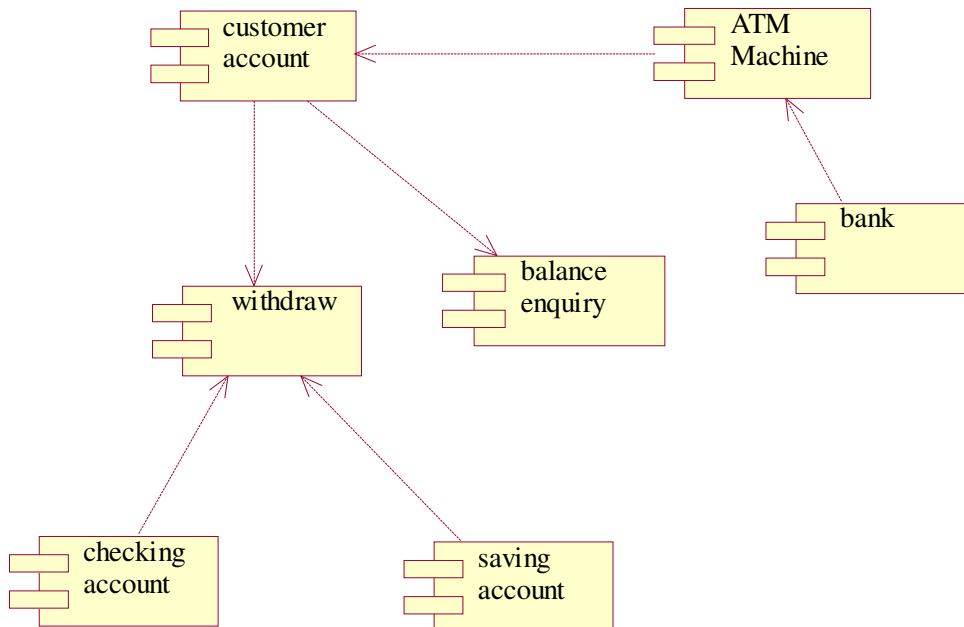 customer
account
ATM
Machine
bank
balance
enquiry
withdraw
checking
account
saving
account